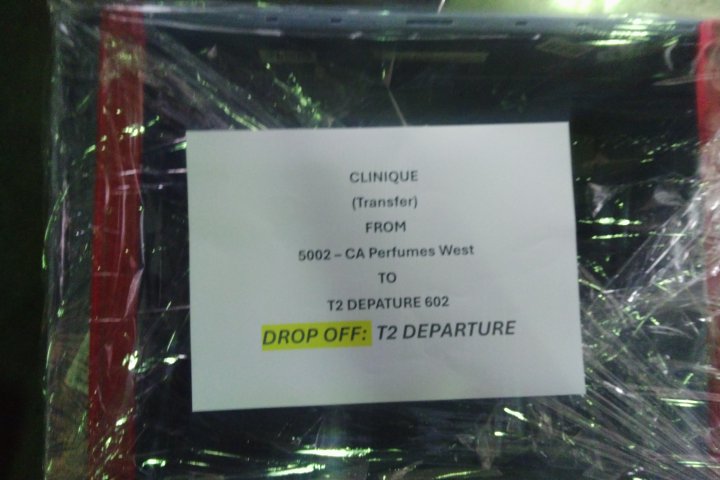 CLINIQUE
(Transfer)
FROM
5002 – CA Perfumes West
TO
T2 DEPATURE 602
DROP OFF: T2 DEPARTURE